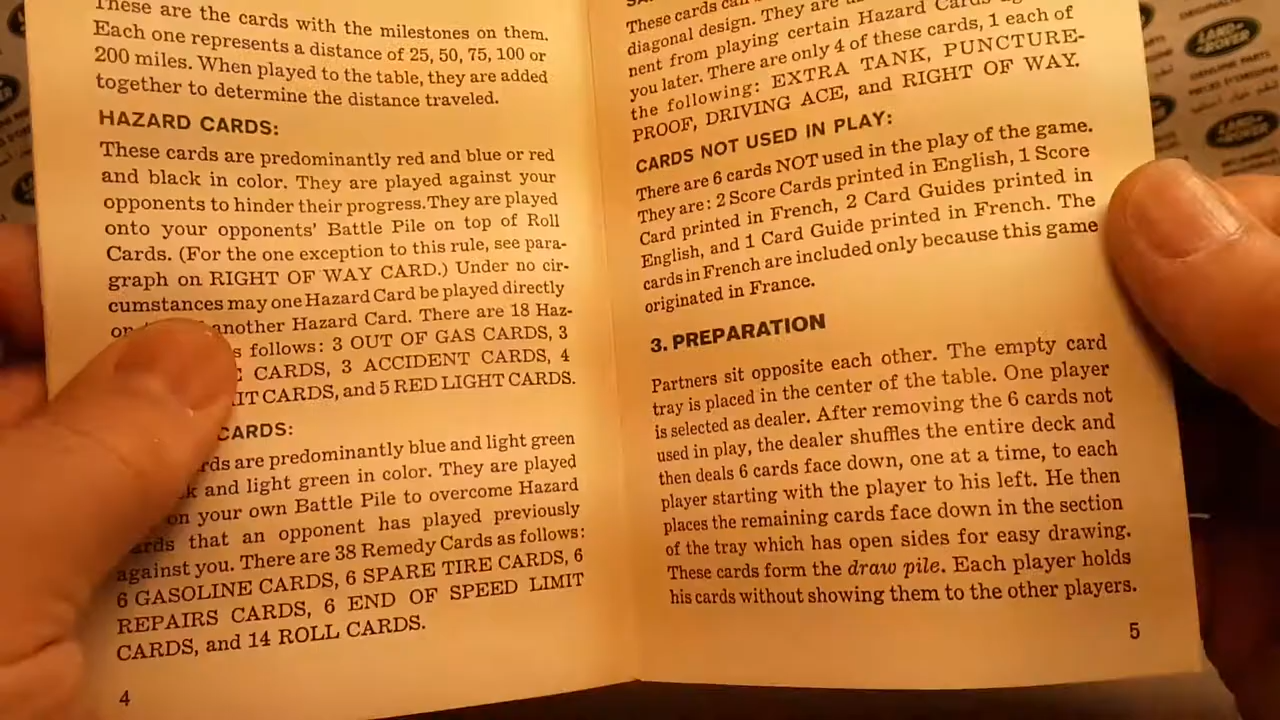 These are the cards with the milestones on them.
Each one represents a distance of 25, 50, 75, 100 or
200 miles. When played to the table, they are added
together to determine the distance traveled.
HAZARD CARDS:
These cards are predominantly red and blue or red
and black in color. They are played against your
opponents to hinder their progress.They are played
onto your opponents' Battle Pile on top of Roll
Cards. (For the one exception to this rule, see para-
graph on RIGHT OF WAY CARD.) Under no cir-
cumstances may one Hazard Card be played directly
another Hazard Card. There are 18 Haz-
follows: 3 OUT OF GAS CARDS, 3
CARDS, 3 ACCIDENT CARDS, 4
CARDS, and 5 RED LIGHT CARDS.
CARDS:
are predominantly blue and light green
and light green in color. They are played
on your own Battle Pile to overcome Hazard
that an opponent has played previously
against you. There are 38 Remedy Cards as follows:
6 GASOLINE CARDS, 6 SPARE TIRE CARDS, 6
REPAIRS CARDS, 6 END OF SPEED LIMIT
CARDS, and 14 ROLL CARDS.
4
These cards can
diagonal design. They are
nent from playing certain Hazard Cards
you later. There are only 4 of these cards, 1 each of
the following: EXTRA TANK, PUNCTURE-
PROOF, DRIVING ACE, and RIGHT OF WAY.
CARDS NOT USED IN PLAY:
There are 6 cards NOT used in the play of the game.
They are: 2 Score Cards printed in English, 1 Score
Card printed in French, 2 Card Guides printed in
English, and 1 Card Guide printed in French. The
cards in French are included only because this game
originated in France.
3. PREPARATION
Partners sit opposite each other. The empty card
tray is placed in the center of the table. One player
is selected as dealer. After removing the 6 cards not
used in play, the dealer shuffles the entire deck and
then deals 6 cards face down, one at a time, to each
player starting with the player to his left. He then
places the remaining cards face down in the section
of the tray which has open sides for easy drawing.
These cards form the draw pile. Each player holds
his cards without showing them to the other players.
5
LAND ROVER
GENUINE PARTS